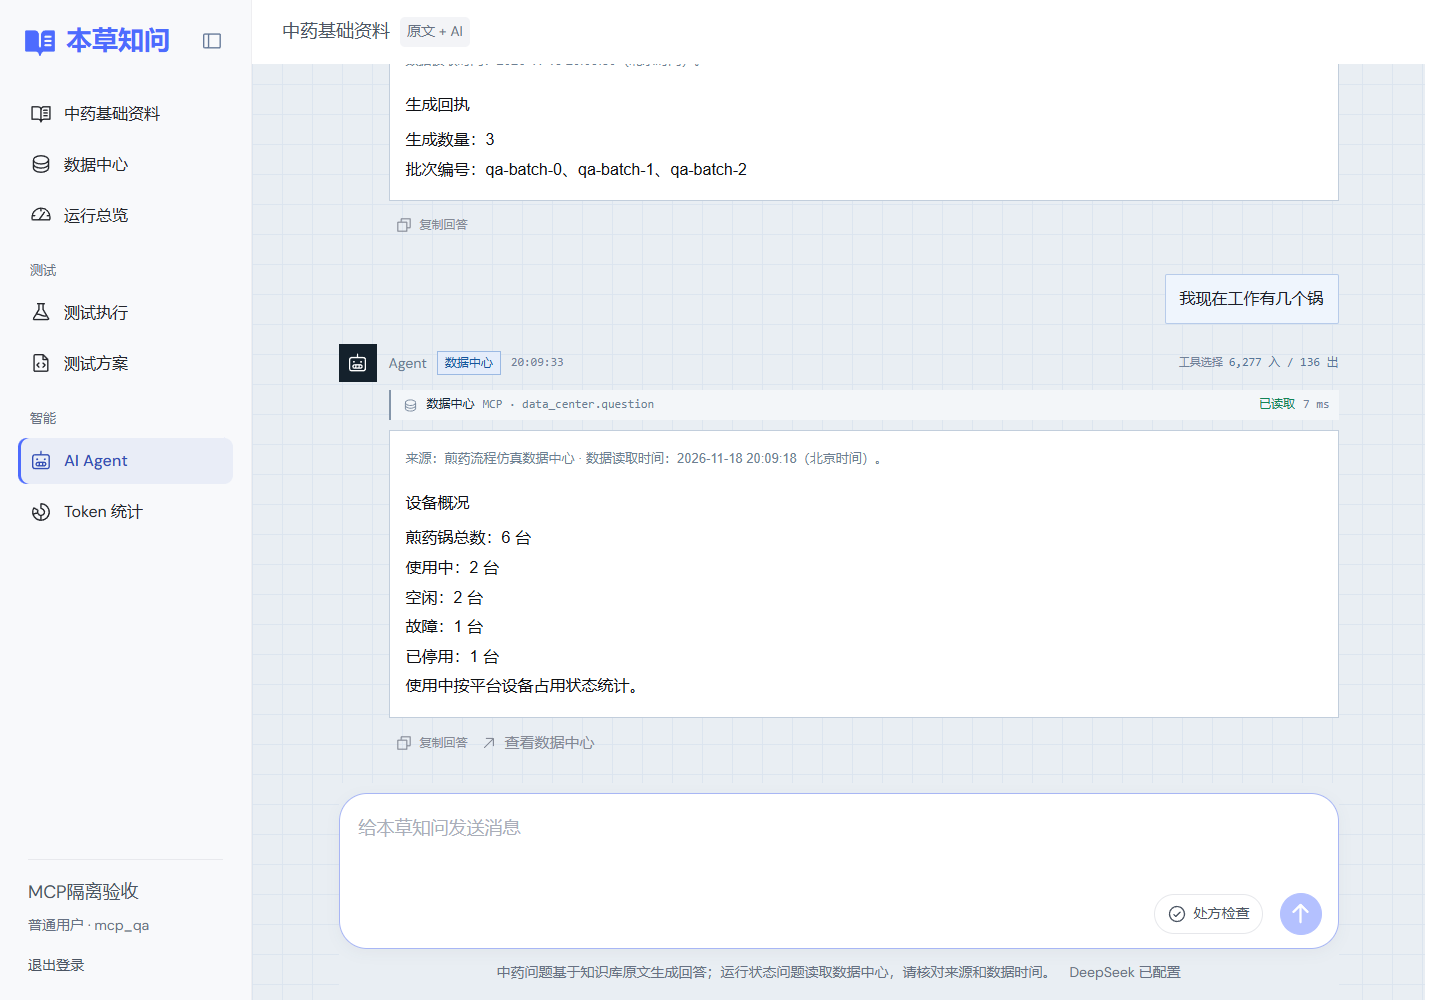 本草知问
中药基础资料
数据中心
运行总览
测试
测试执行
测试方案
智能
AI Agent
Token 统计
MCP隔离验收
普通用户 · mcp_qa
退出登录
中药基础资料 原文 + AI
生成回执
生成数量：3
批次编号：qa-batch-0、qa-batch-1、qa-batch-2
复制回答
我现在工作有几个锅
Agent 数据中心 20:09:33 工具选择 6,277 入 / 136 出
数据中心 MCP · data_center.question 已读取 7 ms
来源：煎药流程仿真数据中心 · 数据读取时间：2026-11-18 20:09:18（北京时间）。
设备概况
煎药锅总数：6 台
使用中：2 台
空闲：2 台
故障：1 台
已停用：1 台
使用中按平台设备占用状态统计。
复制回答 查看数据中心
给本草知问发送消息
处方检查
中药问题基于知识库原文生成回答；运行状态问题读取数据中心，请核对来源和数据时间。 DeepSeek 已配置